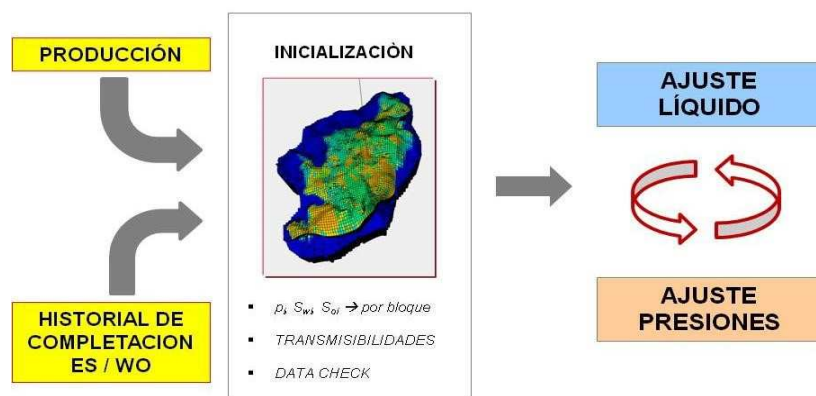 PRODUCCIÓN
HISTORIAL DE
COMPLETACION
ES / WO
INICIALIZACIÒN
▪ pᵢ, Swᵢ, Soᵢ → por bloque
▪ TRANSMISIBILIDADES
▪ DATA CHECK
AJUSTE
LÍQUIDO
AJUSTE
PRESIONES